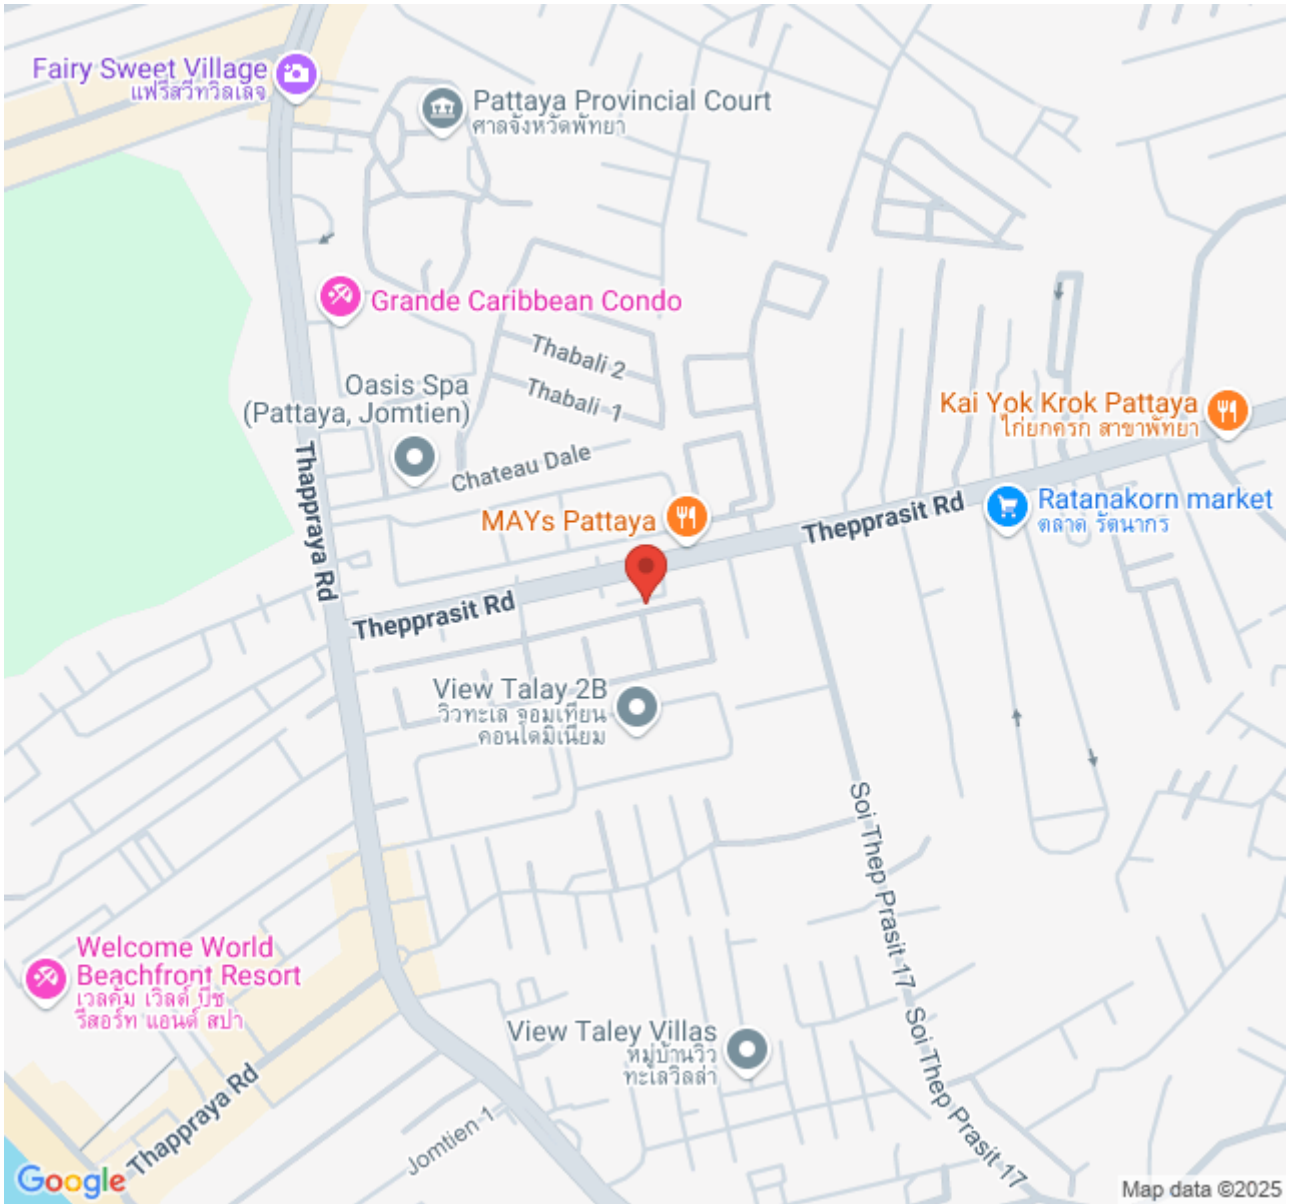 Fairy Sweet Village
แฟรีสวีทวิลเลจ
Pattaya Provincial Court
ศาลจังหวัดพัทยา
Grande Caribbean Condo
Thabali 2
Thabali 1
Oasis Spa
(Pattaya, Jomtien)
Chateau Dale
Kai Yok Krok Pattaya
ไก่ยกครก สาขาพัทยา
Thappraya Rd
MAYs Pattaya
Thepprasit Rd
Ratanakorn market
ตลาด รัตนากร
Thepprasit Rd
View Talay 2B
วิวทะเล จอมเทียน
คอนโดมิเนียม
Soi Thep Prasit 17
Welcome World
Beachfront Resort
เวลคัม เวิลด์ บีช
รีสอร์ท แอนด์ สปา
View Taley Villas
หมู่บ้านวิว
ทะเลวิลล่า
Soi Thep Prasit 17
Thappraya Rd
Jomtien 1
Google
Map data ©2025